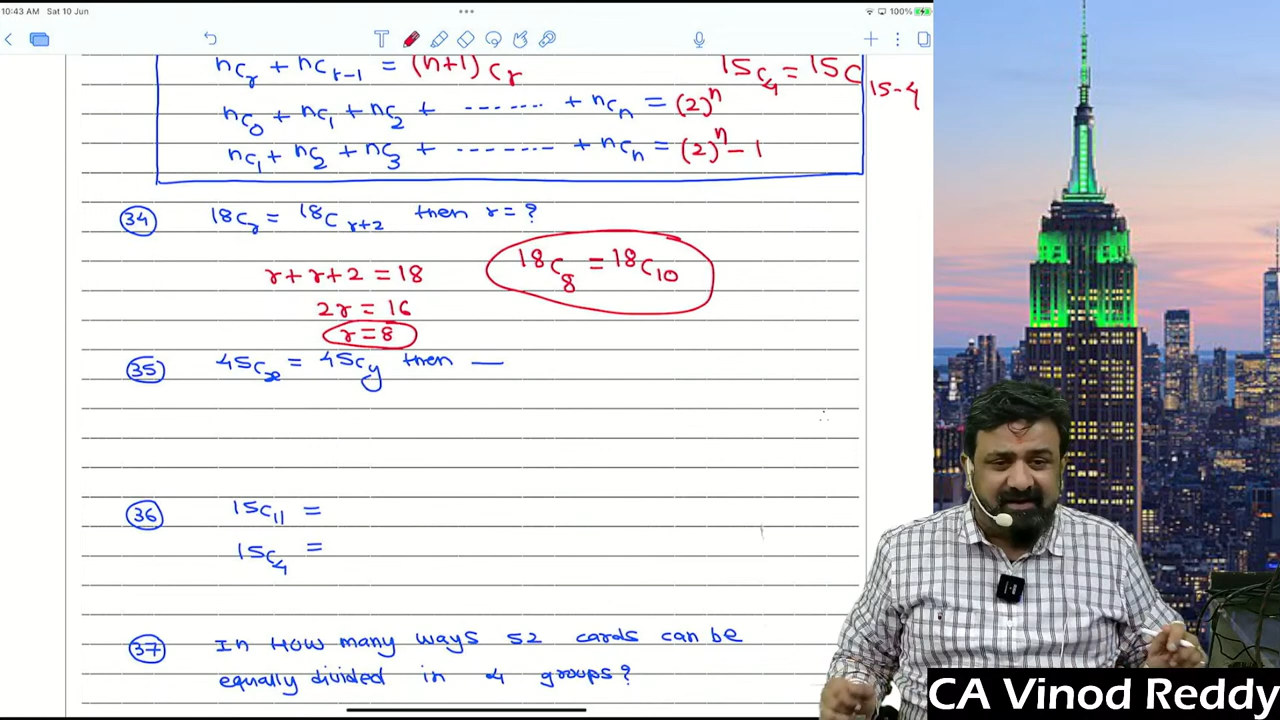 10:43 AM Sat 10 Jun
100%
nCr + nCr-1 = (n+1)Cr
15C4 = 15C15-4
nC0 + nC1 + nC2 + ....... + nCn = (2)^n
nC1 + nC2 + nC3 + ....... + nCn = (2)^n - 1
34 18Cr = 18Cr+2 then r = ?
r + r + 2 = 18
18C8 = 18C10
2r = 16
r = 8
35 45Cx = 45Cy then —
36 15C11 =
15C4 =
37 In How many ways 52 cards can be
equally divided in 4 groups?
CA Vinod Reddy